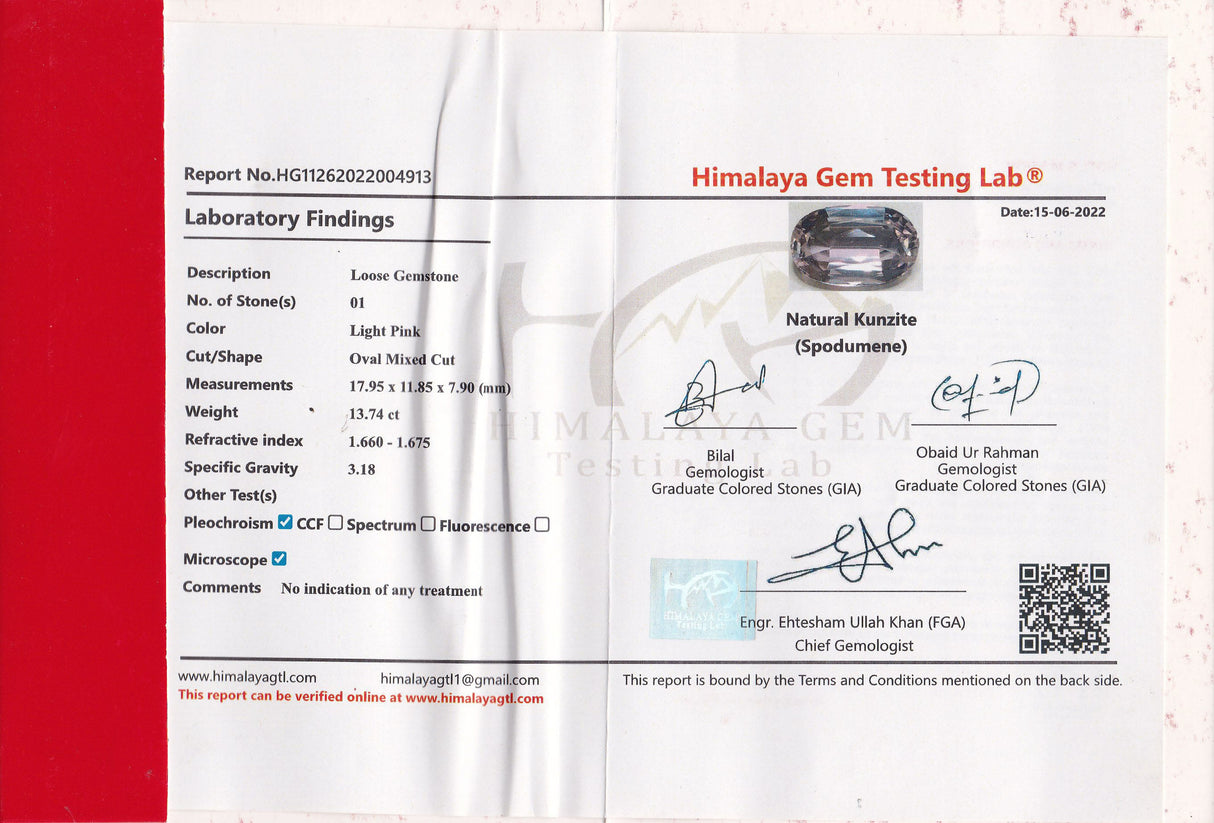 Report No.HG11262022004913
Laboratory Findings
Description Loose Gemstone
No. of Stone(s) 01
Color Light Pink
Cut/Shape Oval Mixed Cut
Measurements 17.95 x 11.85 x 7.90 (mm)
Weight 13.74 ct
Refractive index 1.660 - 1.675
Specific Gravity 3.18
Other Test(s)
Pleochroism CCF Spectrum Fluorescence
Microscope
Comments No indication of any treatment
www.himalayagtl.com himalayagtl1@gmail.com
This report can be verified online at www.himalayagtl.com
Himalaya Gem Testing Lab®
Date:15-06-2022
Natural Kunzite
(Spodumene)
HIMALAYA GEM
Testing Lab
Bilal
Gemologist
Graduate Colored Stones (GIA)
Obaid Ur Rahman
Gemologist
Graduate Colored Stones (GIA)
HIMALAYA GE
Testing Lab
Engr. Ehtesham Ullah Khan (FGA)
Chief Gemologist
This report is bound by the Terms and Conditions mentioned on the back side.